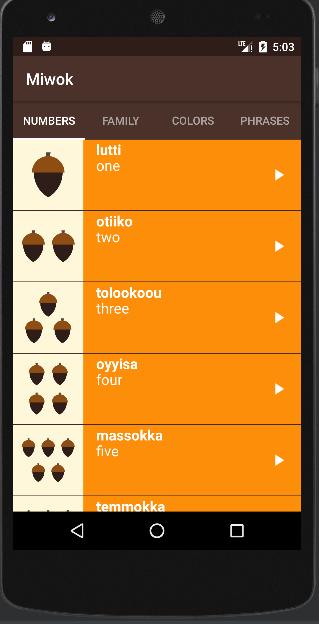 LTE 5:03
Miwok
NUMBERS FAMILY COLORS PHRASES
lutti
one
otiiko
two
tolookoou
three
oyyisa
four
massokka
five
temmokka